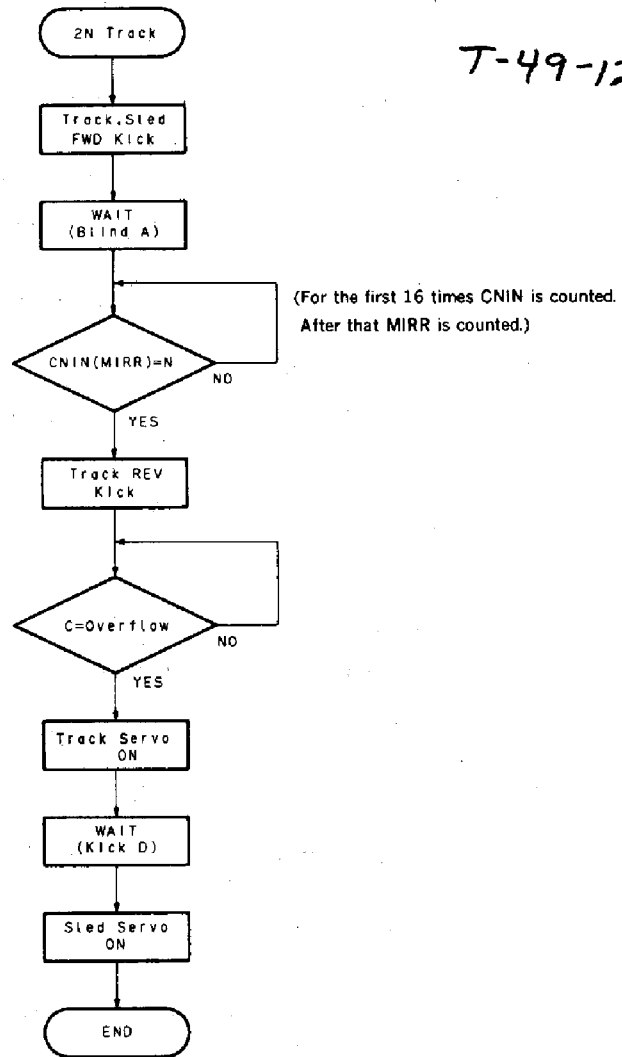 2N Track
T-49-12
Track.Sled
FWD Kick
WAIT
(Blind A)
(For the first 16 times CNIN is counted.
After that MIRR is counted.)
CNIN(MIRR)=N
NO
YES
Track REV
Kick
C=Overflow
NO
YES
Track Servo
ON
WAIT
(Kick D)
Sled Servo
ON
END